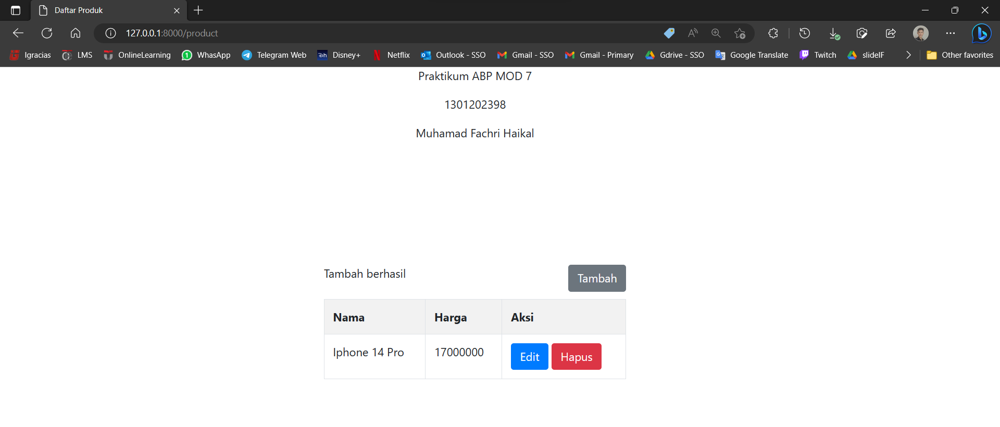 Daftar Produk
127.0.0.1:8000/product
Igracias LMS OnlineLearning WhasApp Telegram Web Disney+ Netflix Outlook - SSO Gmail - SSO Gmail - Primary Gdrive - SSO Google Translate Twitch slideIF Other favorites
Praktikum ABP MOD 7
1301202398
Muhamad Fachri Haikal
Tambah berhasil Tambah
Nama Harga Aksi
Iphone 14 Pro 17000000 Edit Hapus